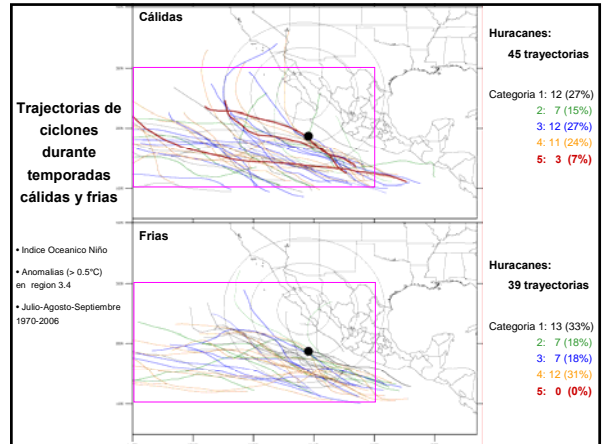 Trajectorias de
ciclones
durante
temporadas
cálidas y frias
• Indice Oceanico Niño
• Anomalias (> 0.5°C)
en region 3.4
• Julio-Agosto-Septiembre
1970-2006
Cálidas
Huracanes:
45 trayectorias
Categoria 1: 12 (27%)
2: 7 (15%)
3: 12 (27%)
4: 11 (24%)
5: 3 (7%)
Frias
Huracanes:
39 trayectorias
Categoria 1: 13 (33%)
2: 7 (18%)
3: 7 (18%)
4: 12 (31%)
5: 0 (0%)